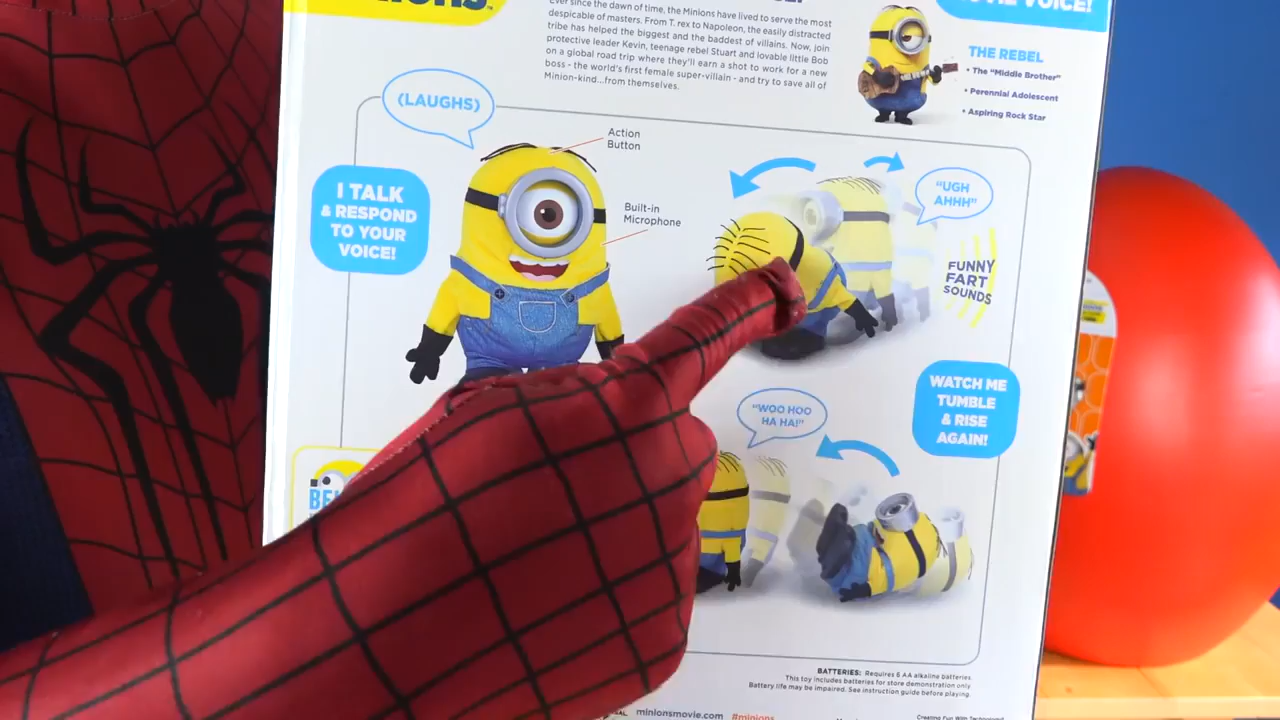 Ever since the dawn of time, the Minions have lived to serve the most
despicable of masters. From T. rex to Napoleon, the easily distracted
tribe has helped the biggest and the baddest of villains. Now, join
protective leader Kevin, teenage rebel Stuart and lovable little Bob
on a global road trip where they'll earn a shot to work for a new
boss - the world's first female super-villain - and try to save all of
Minion-kind...from themselves.
VOICE!
THE REBEL
• The "Middle Brother"
• Perennial Adolescent
• Aspiring Rock Star
(LAUGHS)
Action
Button
I TALK
& RESPOND
TO YOUR
VOICE!
Built-in
Microphone
"UGH
AHHH"
FUNNY
FART
SOUNDS
WATCH ME
TUMBLE
& RISE
AGAIN!
"WOO HOO
HA HA!"
BATTERIES: Requires 6 AA alkaline batteries.
This toy includes batteries for store demonstration only.
Battery life may be impaired. See instruction guide before playing.
minionsmovie.com #minions
Creating Fun With Technology